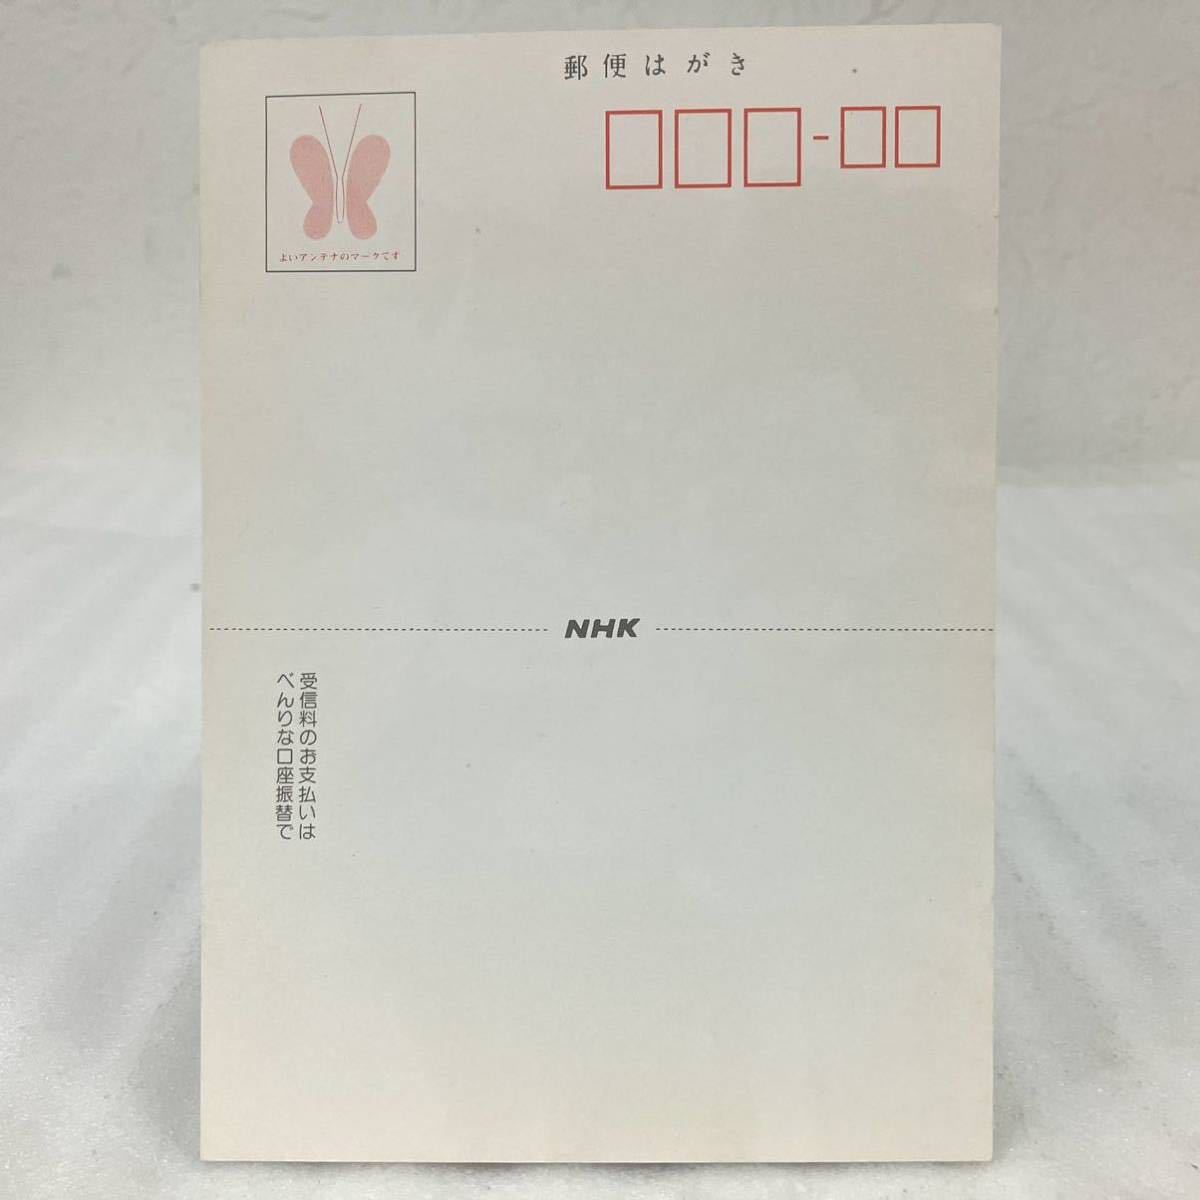 郵便はがき
よいアンテナのマークです
NHK
受信料のお支払いは
べんりな口座振替で